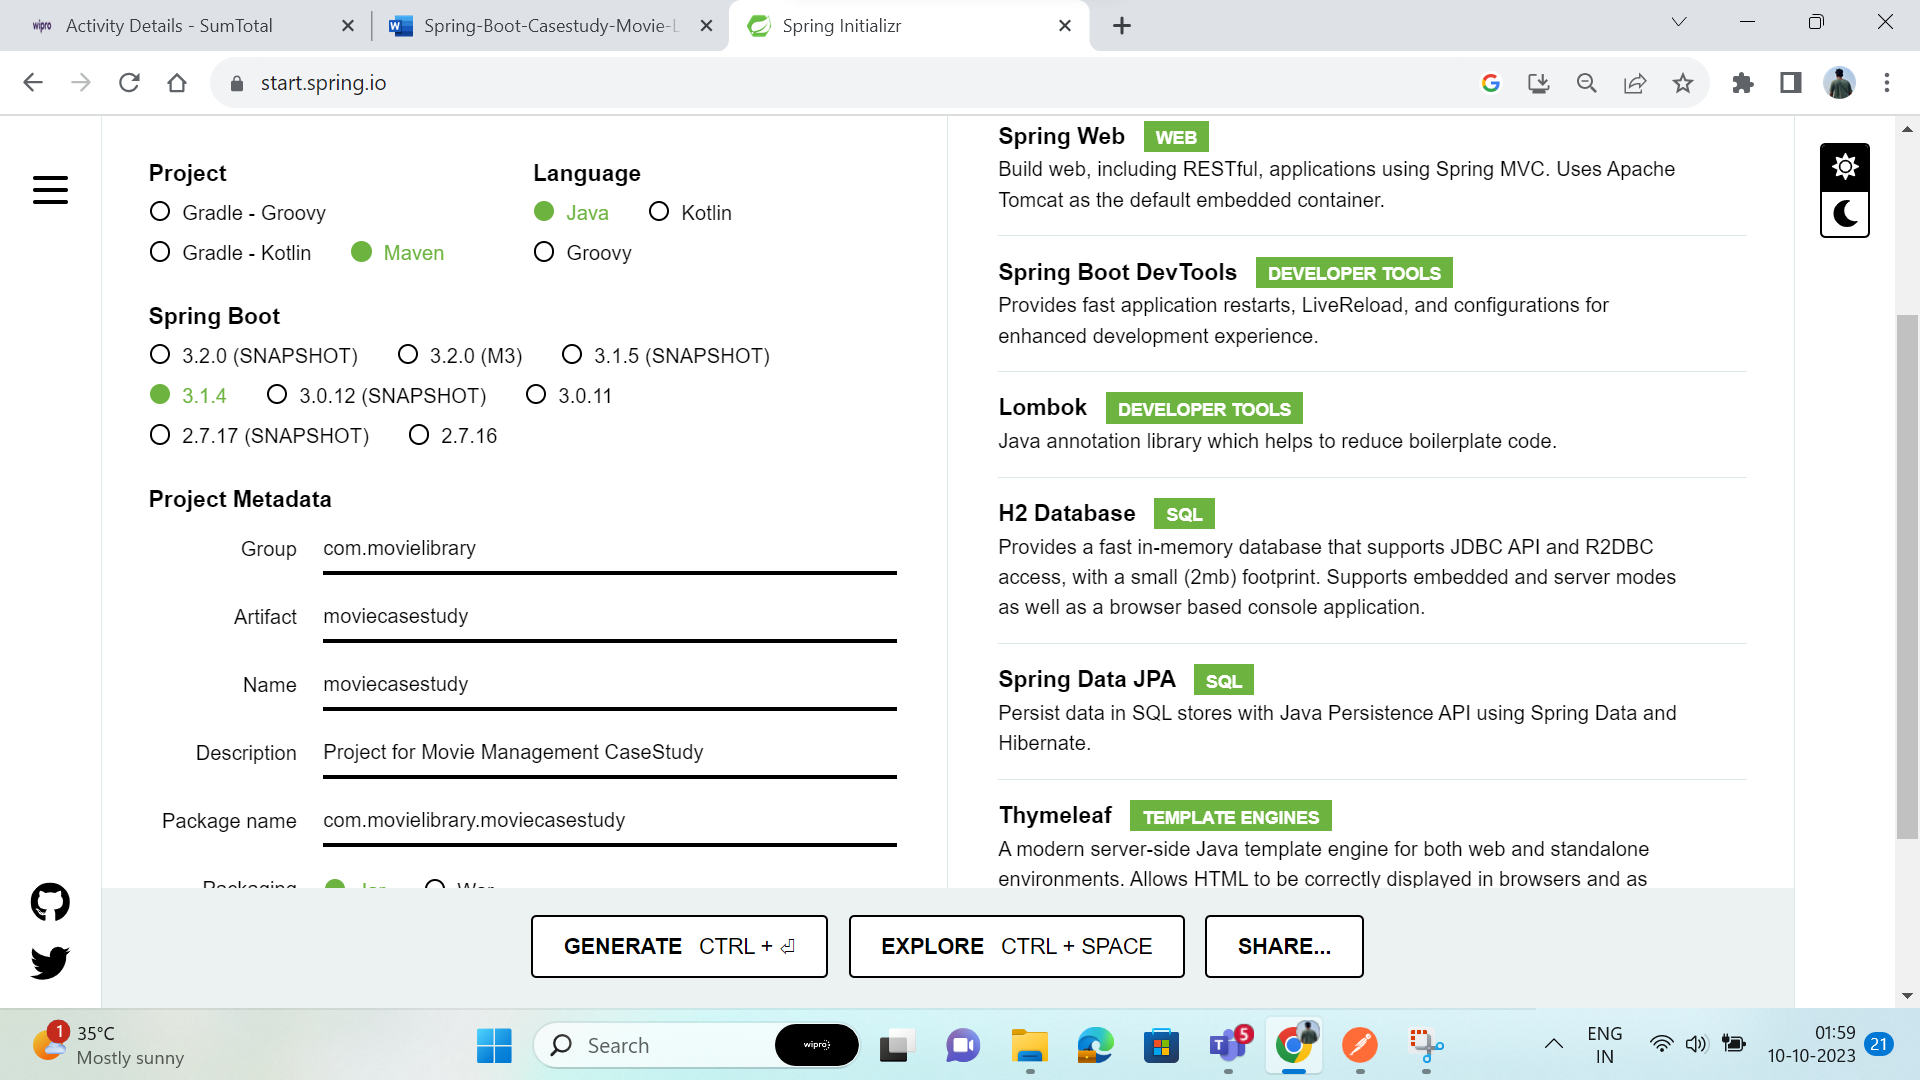 wipro Activity Details - SumTotal
Spring-Boot-Casestudy-Movie-L
Spring Initializr
start.spring.io
Project
Gradle - Groovy
Gradle - Kotlin
Maven
Language
Java
Kotlin
Groovy
Spring Boot
3.2.0 (SNAPSHOT)
3.2.0 (M3)
3.1.5 (SNAPSHOT)
3.1.4
3.0.12 (SNAPSHOT)
3.0.11
2.7.17 (SNAPSHOT)
2.7.16
Project Metadata
Group com.movielibrary
Artifact moviecasestudy
Name moviecasestudy
Description Project for Movie Management CaseStudy
Package name com.movielibrary.moviecasestudy
Packaging Jar War
Spring Web WEB
Build web, including RESTful, applications using Spring MVC. Uses Apache
Tomcat as the default embedded container.
Spring Boot DevTools DEVELOPER TOOLS
Provides fast application restarts, LiveReload, and configurations for
enhanced development experience.
Lombok DEVELOPER TOOLS
Java annotation library which helps to reduce boilerplate code.
H2 Database SQL
Provides a fast in-memory database that supports JDBC API and R2DBC
access, with a small (2mb) footprint. Supports embedded and server modes
as well as a browser based console application.
Spring Data JPA SQL
Persist data in SQL stores with Java Persistence API using Spring Data and
Hibernate.
Thymeleaf TEMPLATE ENGINES
A modern server-side Java template engine for both web and standalone
environments. Allows HTML to be correctly displayed in browsers and as
GENERATE CTRL + ⏎
EXPLORE CTRL + SPACE
SHARE...
1
35°C
Mostly sunny
Search
wipro
5
ENG
IN
01:59
10-10-2023
21